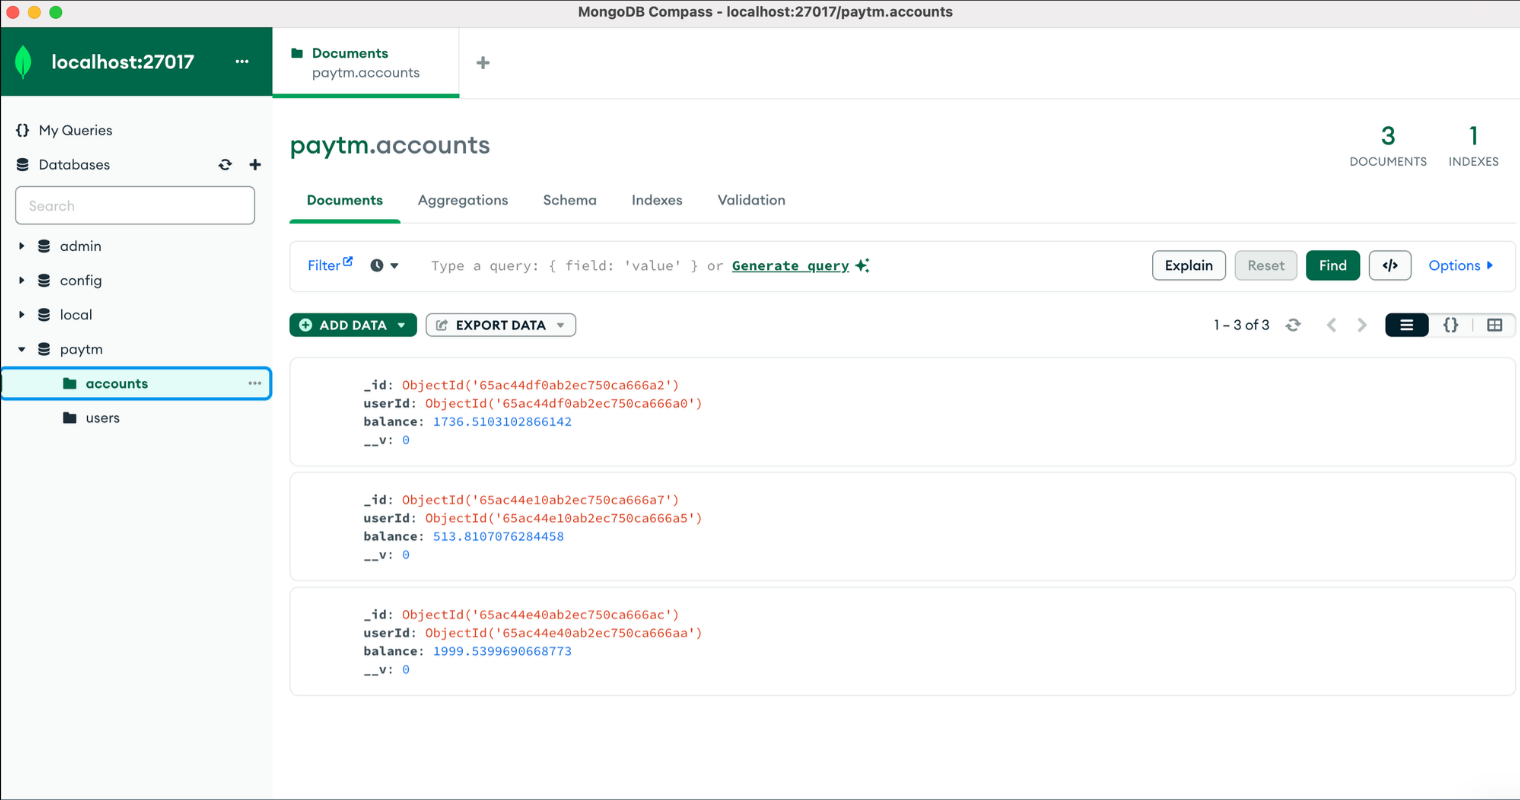 MongoDB Compass - localhost:27017/paytm.accounts
localhost:27017 ...
Documents
paytm.accounts
{} My Queries
Databases
Search
admin
config
local
paytm
accounts ...
users
paytm.accounts
3
DOCUMENTS
1
INDEXES
Documents Aggregations Schema Indexes Validation
Filter Type a query: { field: 'value' } or Generate query Explain Reset Find </> Options
ADD DATA EXPORT DATA 1 – 3 of 3 {}
_id: ObjectId('65ac44df0ab2ec750ca666a2')
userId: ObjectId('65ac44df0ab2ec750ca666a0')
balance: 1736.5103102866142
__v: 0
_id: ObjectId('65ac44e10ab2ec750ca666a7')
userId: ObjectId('65ac44e10ab2ec750ca666a5')
balance: 513.8107076284458
__v: 0
_id: ObjectId('65ac44e40ab2ec750ca666ac')
userId: ObjectId('65ac44e40ab2ec750ca666aa')
balance: 1999.5399690668773
__v: 0